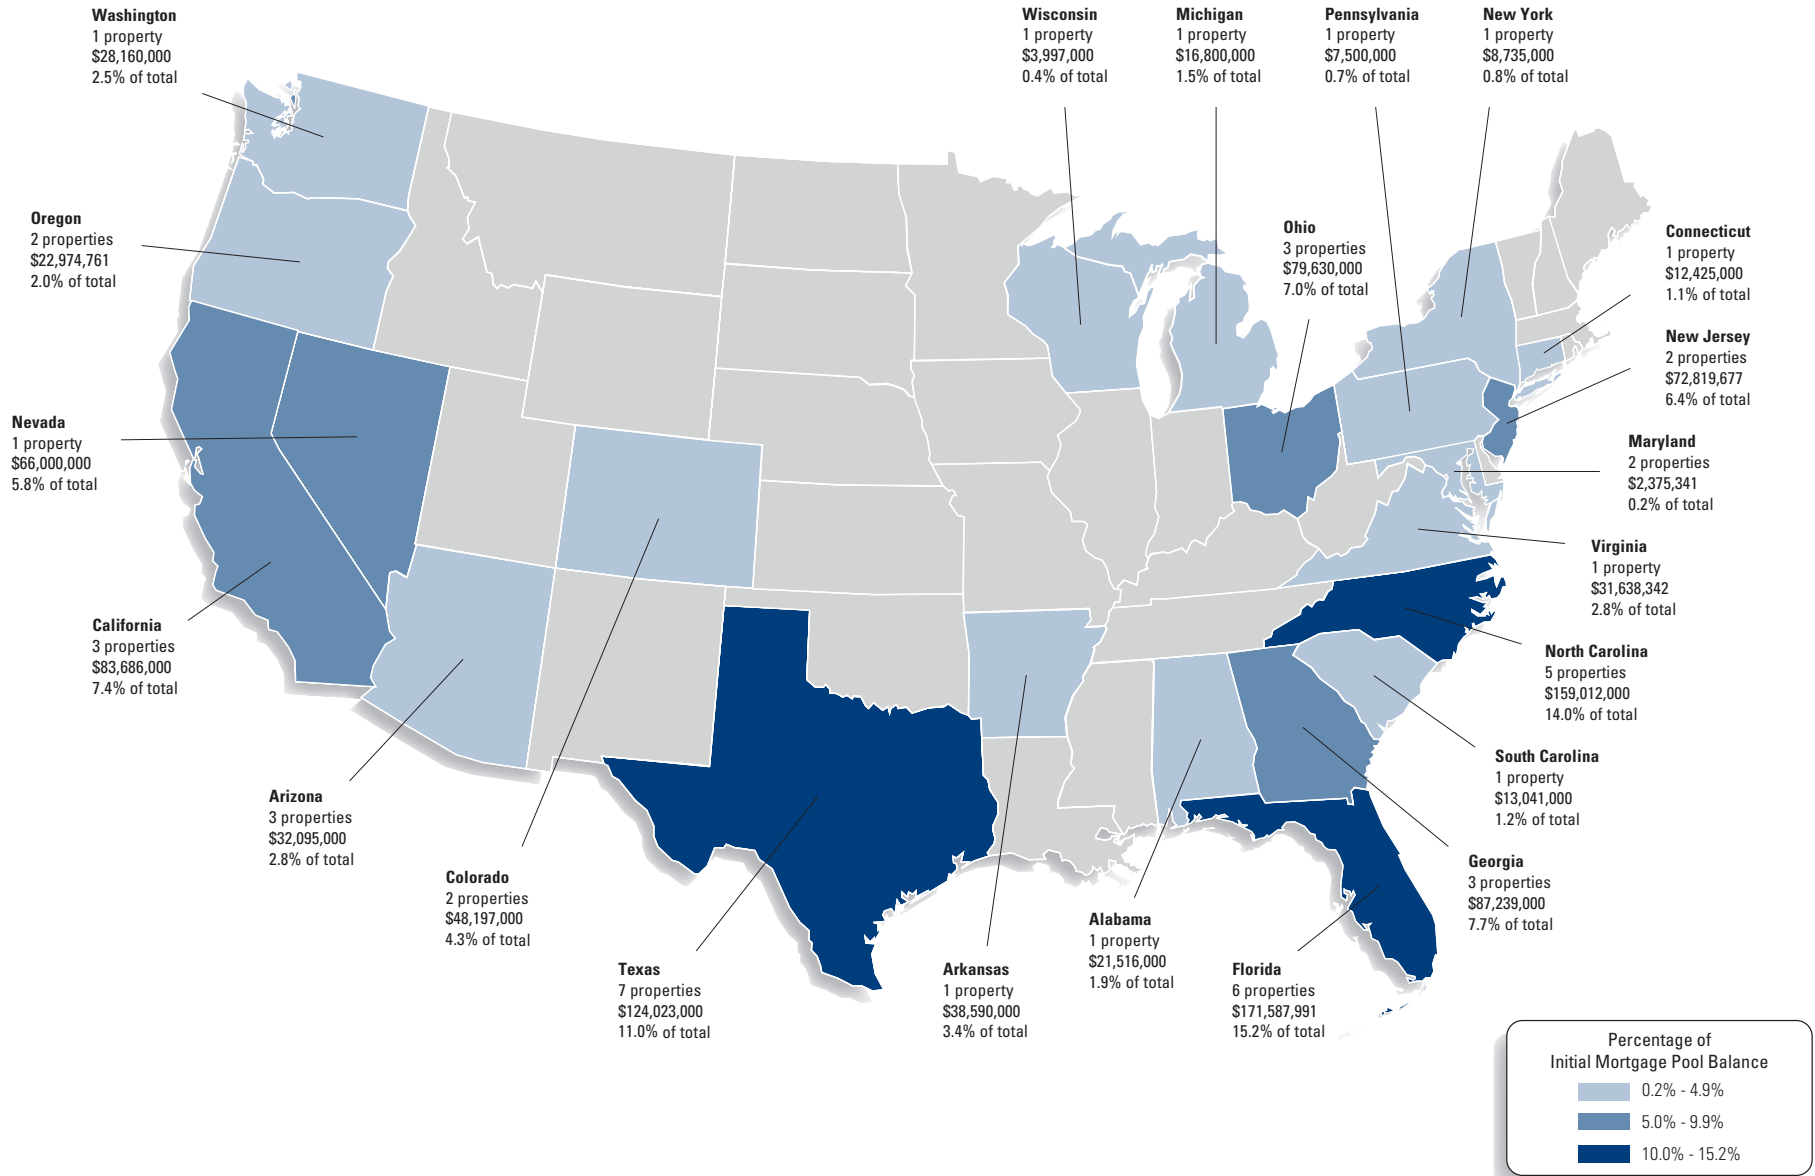 Washington
1 property
$28,160,000
2.5% of total
Wisconsin
1 property
$3,997,000
0.4% of total
Michigan
1 property
$16,800,000
1.5% of total
Pennsylvania
1 property
$7,500,000
0.7% of total
New York
1 property
$8,735,000
0.8% of total
Oregon
2 properties
$22,974,761
2.0% of total
Ohio
3 properties
$79,630,000
7.0% of total
Connecticut
1 property
$12,425,000
1.1% of total
New Jersey
2 properties
$72,819,677
6.4% of total
Nevada
1 property
$66,000,000
5.8% of total
Maryland
2 properties
$2,375,341
0.2% of total
Virginia
1 property
$31,638,342
2.8% of total
California
3 properties
$83,686,000
7.4% of total
North Carolina
5 properties
$159,012,000
14.0% of total
South Carolina
1 property
$13,041,000
1.2% of total
Arizona
3 properties
$32,095,000
2.8% of total
Georgia
3 properties
$87,239,000
7.7% of total
Colorado
2 properties
$48,197,000
4.3% of total
Alabama
1 property
$21,516,000
1.9% of total
Texas
7 properties
$124,023,000
11.0% of total
Arkansas
1 property
$38,590,000
3.4% of total
Florida
6 properties
$171,587,991
15.2% of total
Percentage of
Initial Mortgage Pool Balance
0.2% - 4.9%
5.0% - 9.9%
10.0% - 15.2%